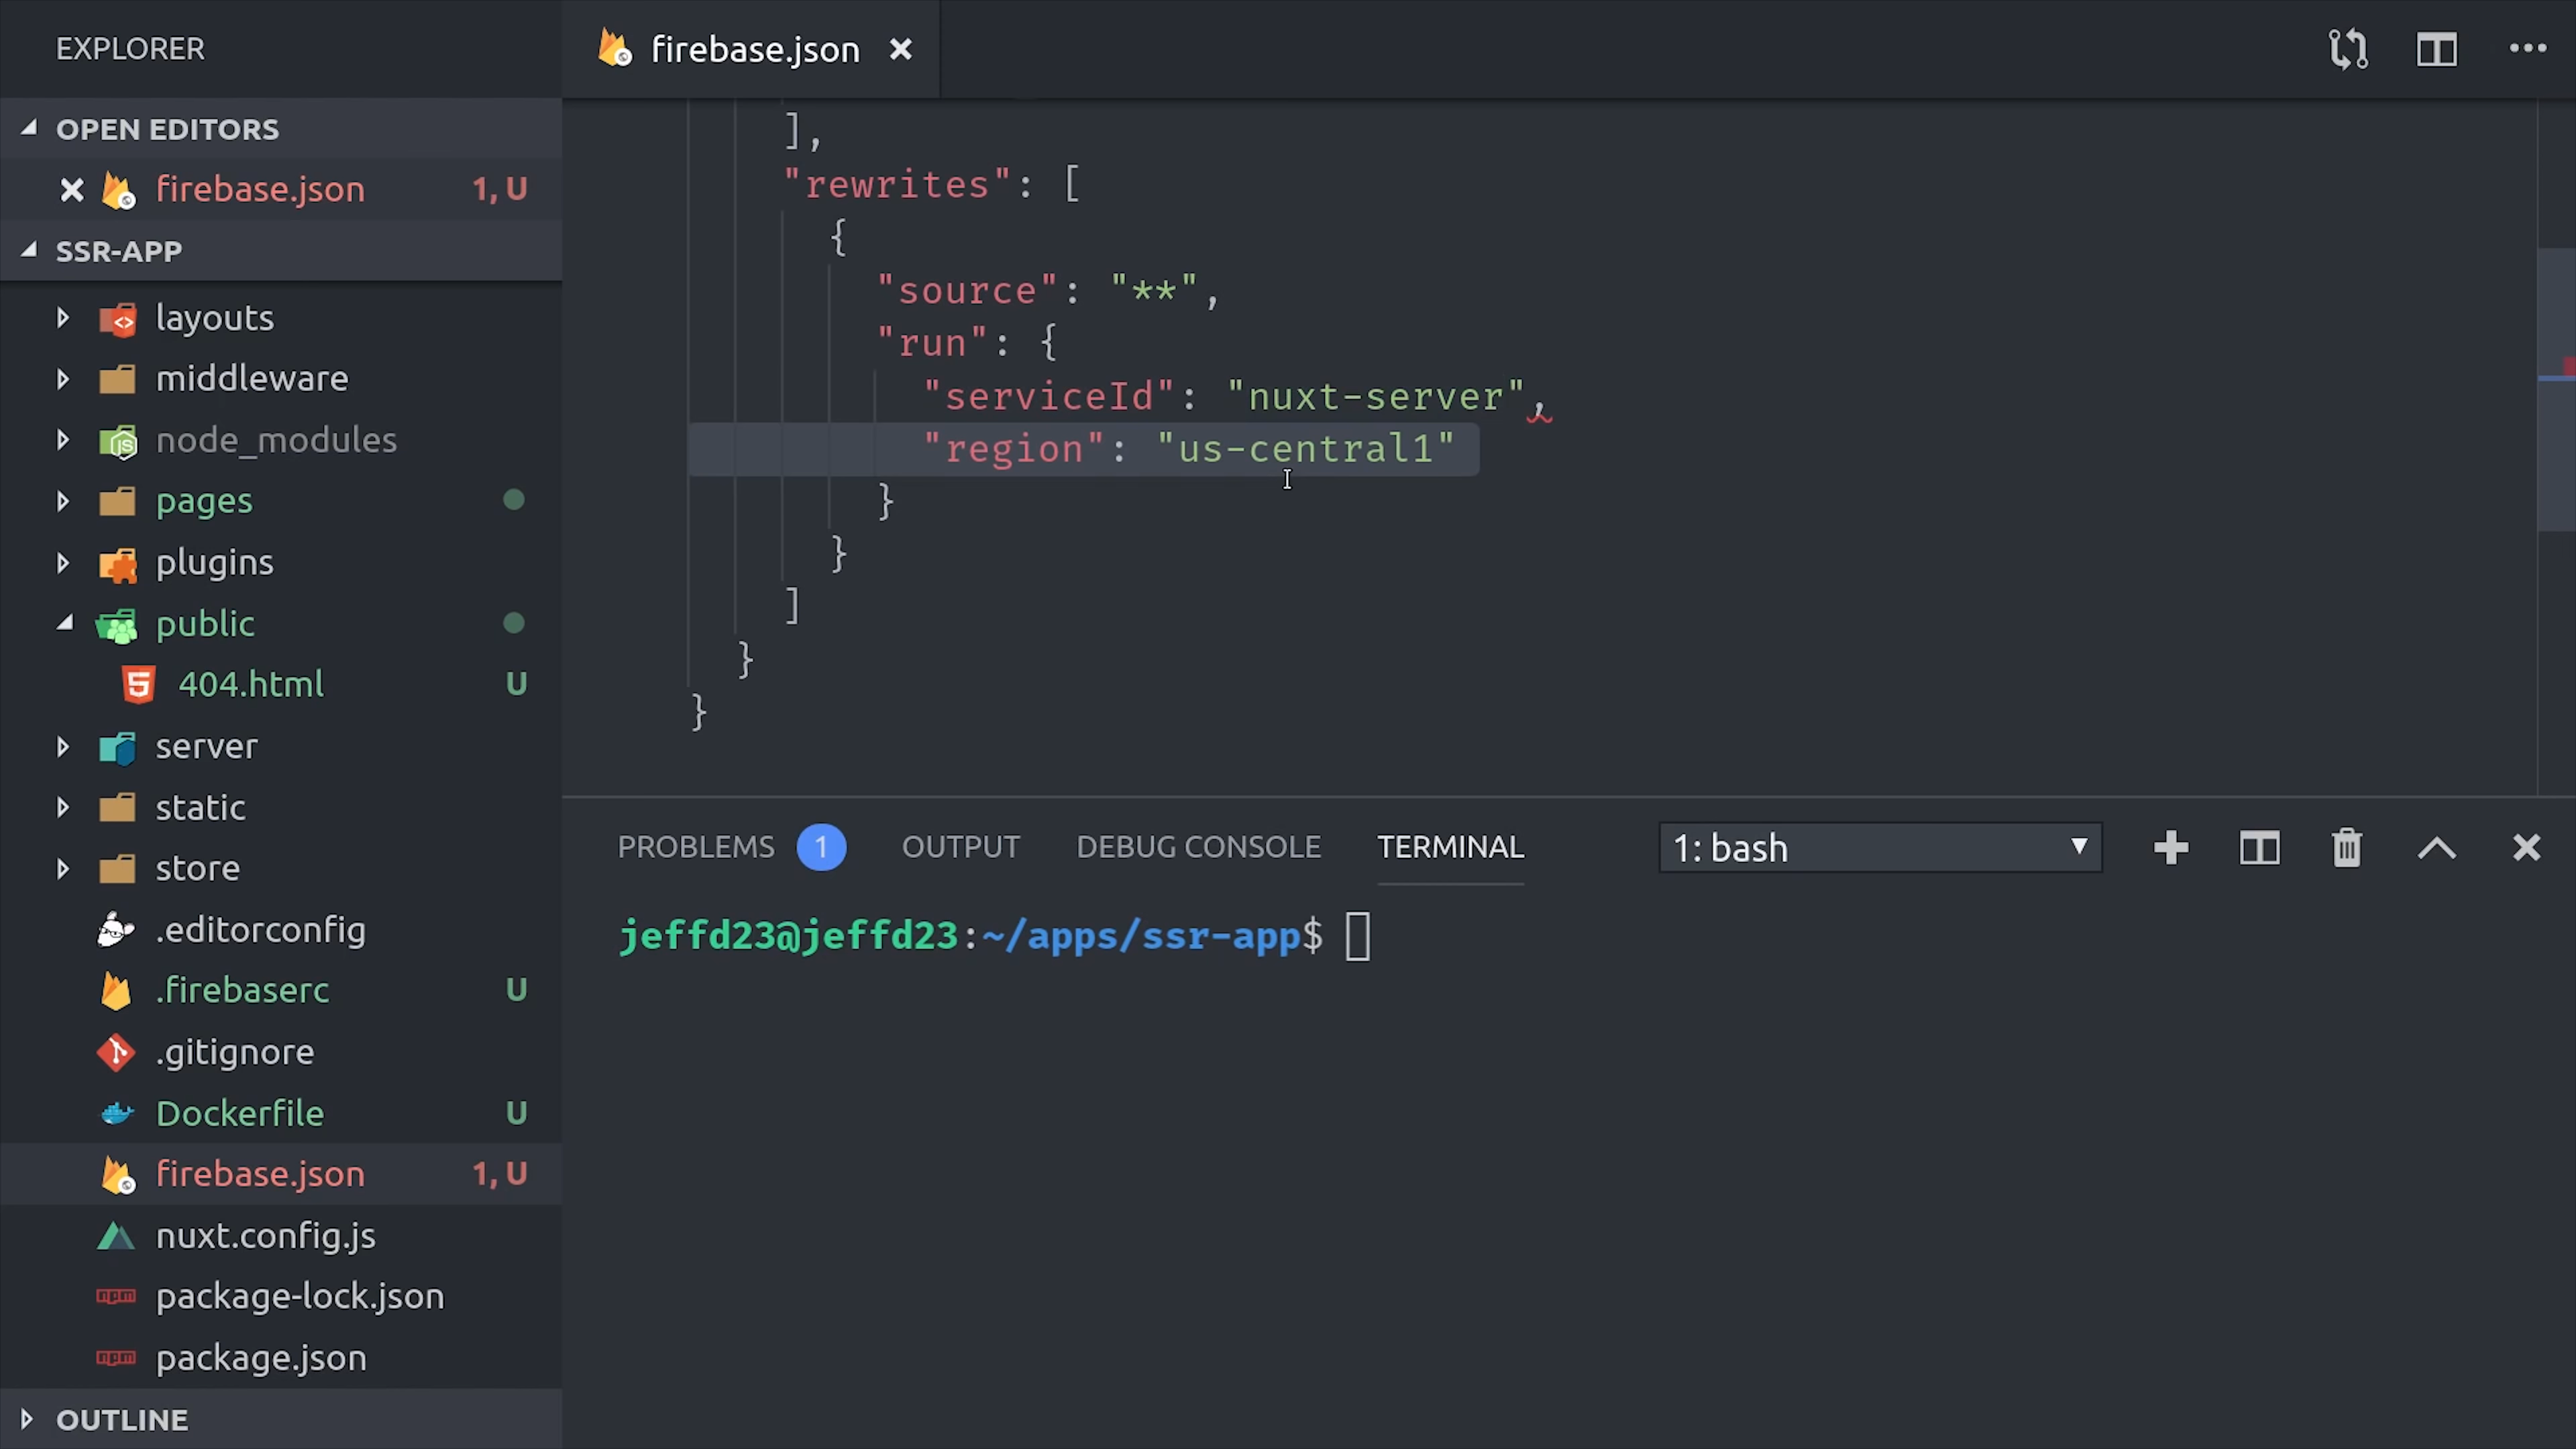 EXPLORER
OPEN EDITORS
firebase.json 1, U
SSR-APP
layouts
middleware
node_modules
pages
plugins
public
404.html U
server
static
store
.editorconfig
.firebaserc U
.gitignore
Dockerfile U
firebase.json 1, U
nuxt.config.js
package-lock.json
package.json
OUTLINE
firebase.json
],
"rewrites": [
{
"source": "**",
"run": {
"serviceId": "nuxt-server",
"region": "us-central1"
}
}
]
}
}
PROBLEMS 1 OUTPUT DEBUG CONSOLE TERMINAL 1: bash
jeffd23@jeffd23:~/apps/ssr-app$